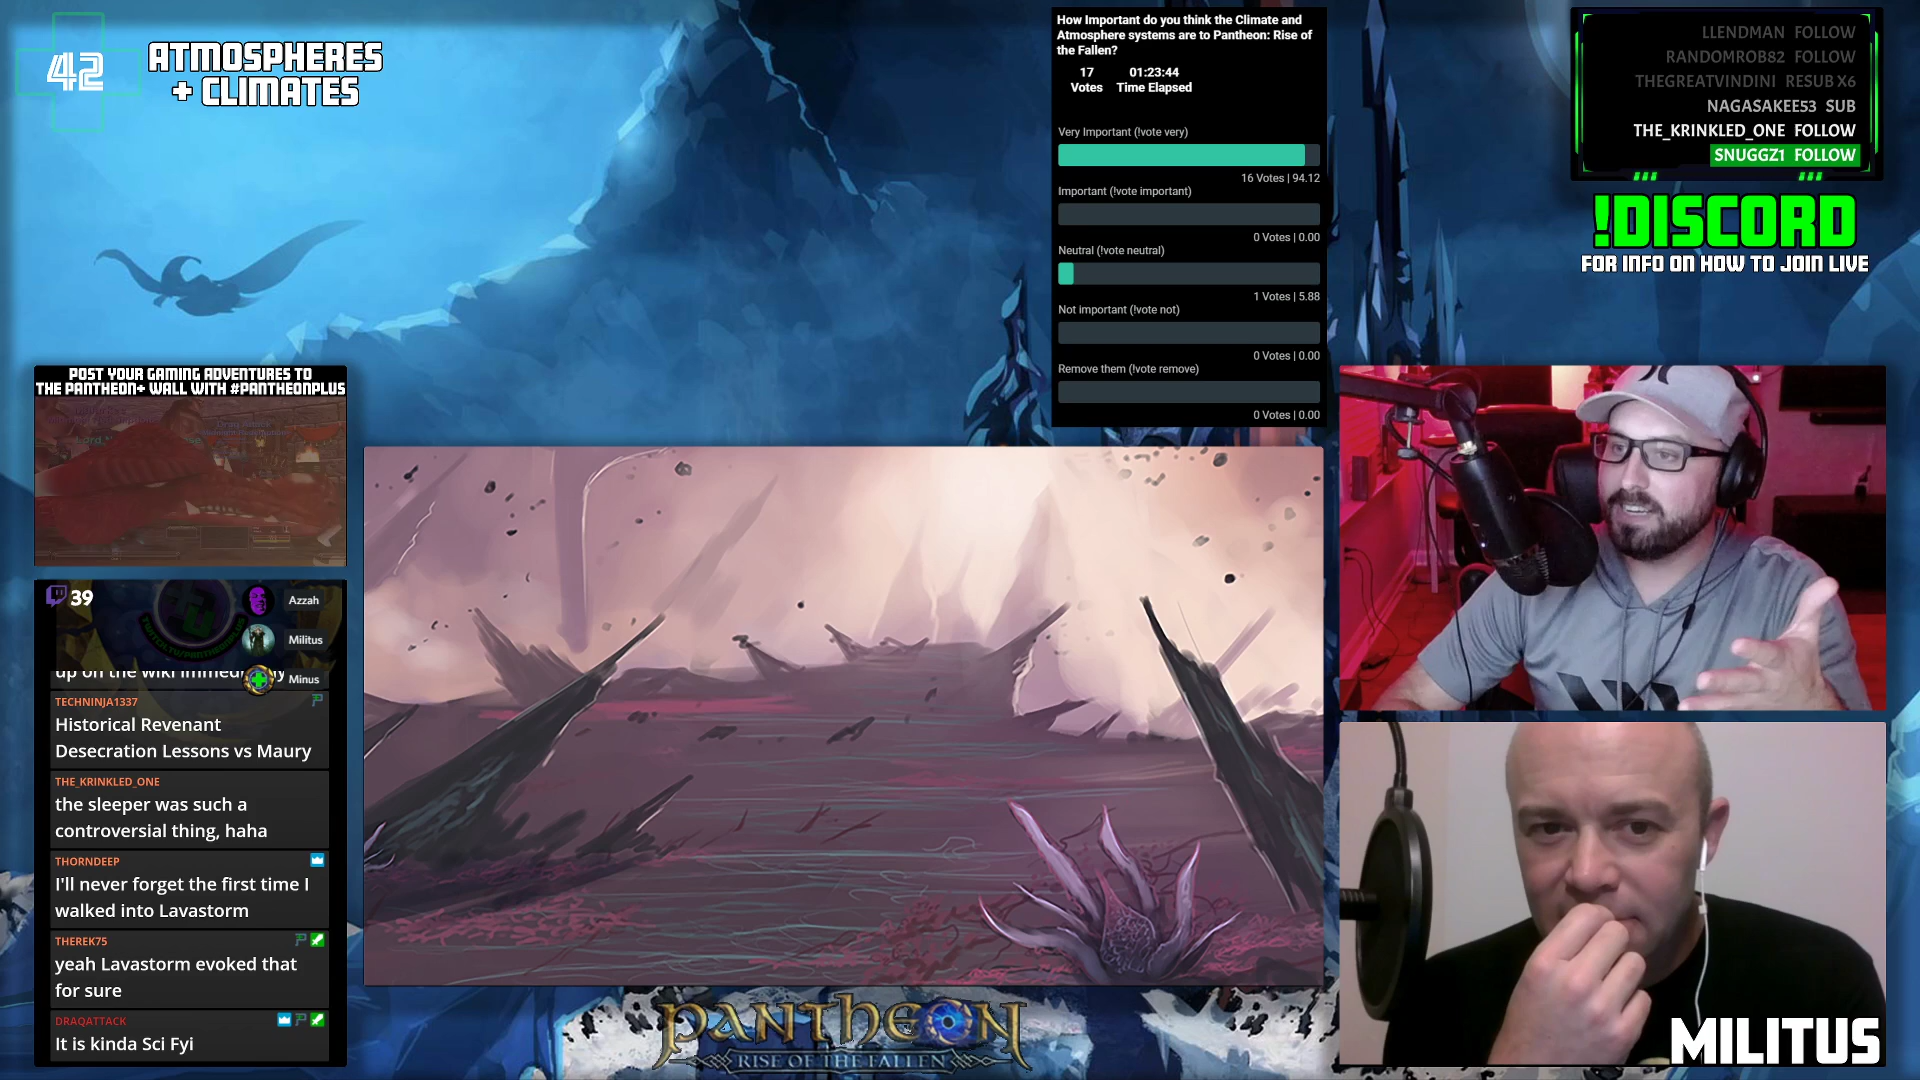 42
ATMOSPHERES
+ CLIMATES
How Important do you think the Climate and
Atmosphere systems are to Pantheon: Rise of
the Fallen?
17 01:23:44
Votes Time Elapsed
Very Important (!vote very)
16 Votes | 94.12
Important (!vote important)
0 Votes | 0.00
Neutral (!vote neutral)
1 Votes | 5.88
Not important (!vote not)
0 Votes | 0.00
Remove them (!vote remove)
0 Votes | 0.00
LLENDMAN FOLLOW
RANDOMROB82 FOLLOW
THEGREATVINDINI RESUB X6
NAGASAKEE53 SUB
THE_KRINKLED_ONE FOLLOW
SNUGGZ1 FOLLOW
!DISCORD
FOR INFO ON HOW TO JOIN LIVE
POST YOUR GAMING ADVENTURES TO
THE PANTHEON+ WALL WITH #PANTHEONPLUS
39
Azzah
Militus
Minus
up on the wiki
TECHNINJA1337
Historical Revenant
Desecration Lessons vs Maury
THE_KRINKLED_ONE
the sleeper was such a
controversial thing, haha
THORNDEEP
I'll never forget the first time I
walked into Lavastorm
THEREK75
yeah Lavastorm evoked that
for sure
DRAQATTACK
It is kinda Sci Fyi
PANTHEON
RISE OF THE FALLEN
MILITUS